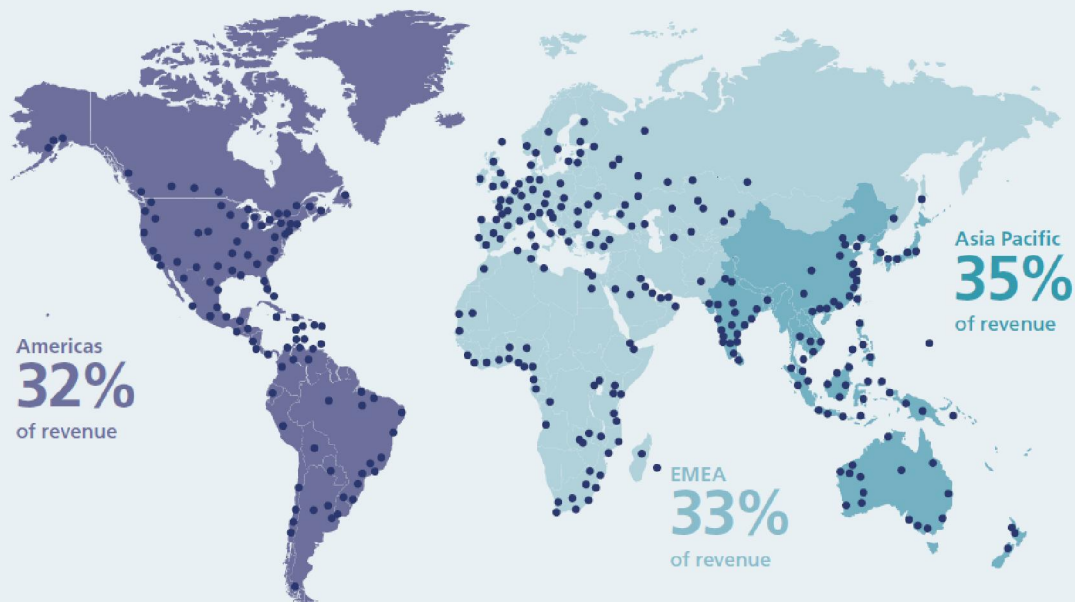 Americas
32%
of revenue
EMEA
33%
of revenue
Asia Pacific
35%
of revenue